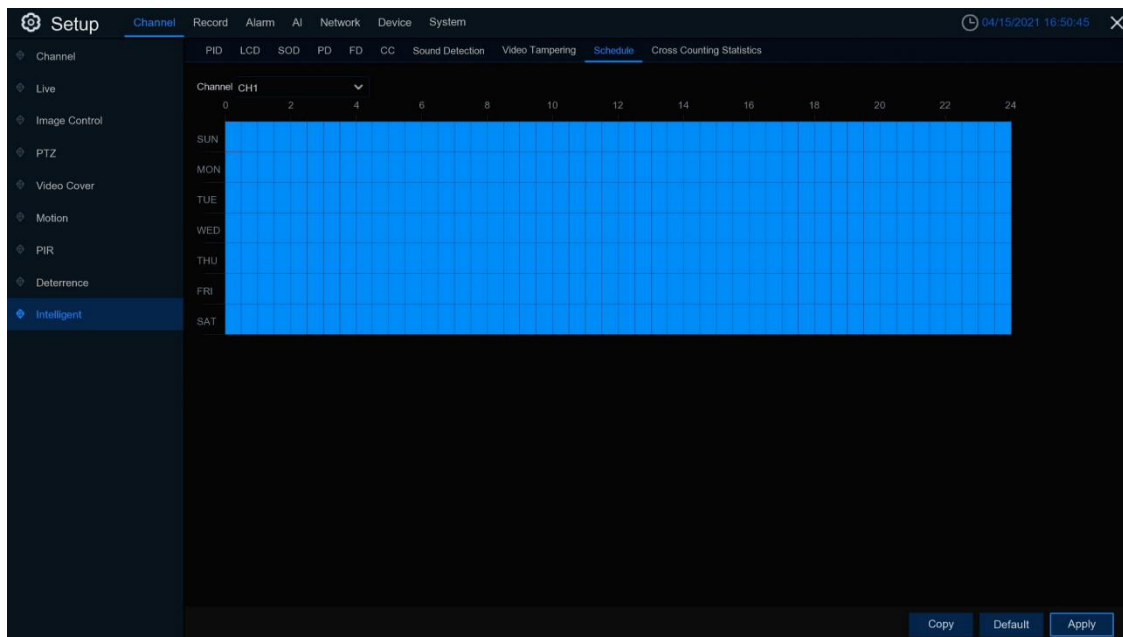 Setup Channel Record Alarm AI Network Device System 04/15/2021 16:50:45
PID LCD SOD PD FD CC Sound Detection Video Tampering Schedule Cross Counting Statistics
Channel
Live
Image Control
PTZ
Video Cover
Motion
PIR
Deterrence
Intelligent
Channel CH1
0 2 4 6 8 10 12 14 16 18 20 22 24
SUN
MON
TUE
WED
THU
FRI
SAT
Copy Default Apply